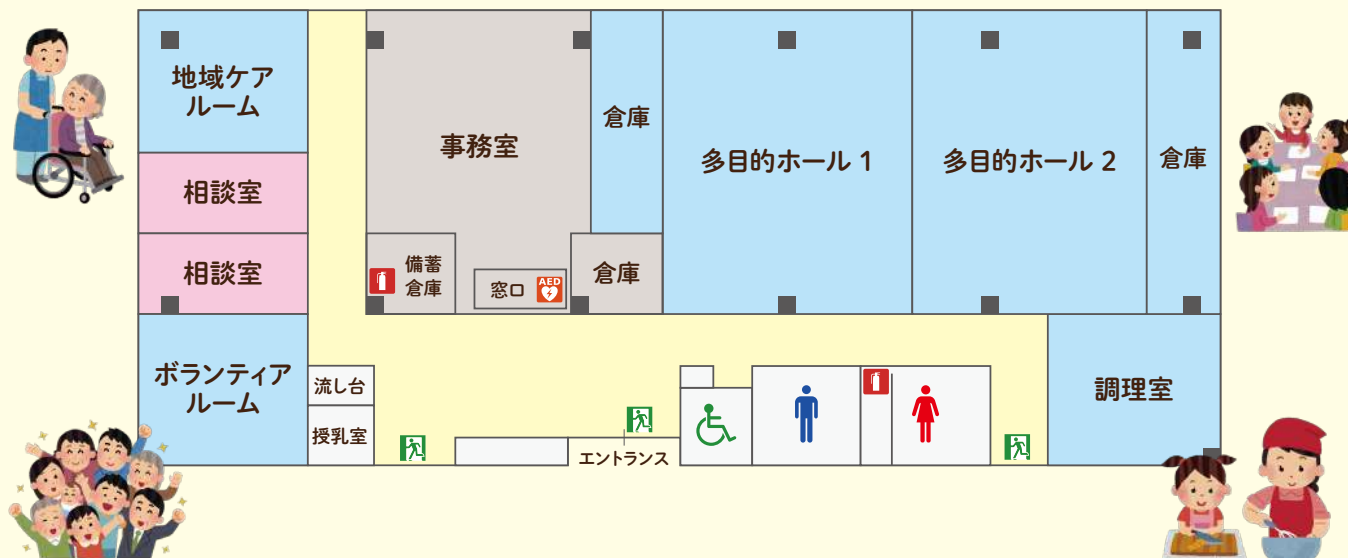 地域ケア
ルーム
相談室
相談室
ボランティア
ルーム
流し台
授乳室
事務室
備蓄
倉庫
窓口
AED
倉庫
倉庫
多目的ホール 1
多目的ホール 2
倉庫
調理室
エントランス